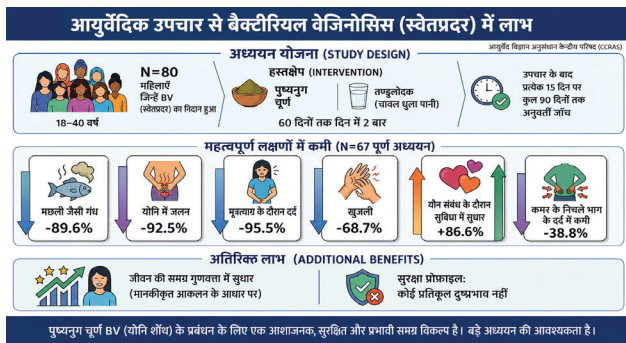 आयुर्वेदिक उपचार से बैक्टीरियल वेजिनोसिस (स्वेतप्रदर) में लाभ
आयुर्वेद विज्ञान अनुसंधान केन्द्रीय परिषद (CCRAS)
अध्ययन योजना (STUDY DESIGN)
N=80
महिलाएँ
जिन्हें BV
(स्वेतप्रदर) का निदान हुआ
18–40 वर्ष
हस्तक्षेप (INTERVENTION)
पुष्यनुग
चूर्ण
तण्डुलोदक
(चावल धुला पानी)
60 दिनों तक दिन में 2 बार
उपचार के बाद
प्रत्येक 15 दिन पर
कुल 90 दिनों तक
अनुवर्ती जाँच
महत्वपूर्ण लक्षणों में कमी (N=67 पूर्ण अध्ययन)
मछली जैसी गंध
-89.6%
योनि में जलन
-92.5%
मूत्रत्याग के दौरान दर्द
-95.5%
खुजली
-68.7%
यौन संबंध के दौरान
सुविधा में सुधार
+86.6%
कमर के निचले भाग
के दर्द में कमी
-38.8%
अतिरिक्त लाभ (ADDITIONAL BENEFITS)
जीवन की समग्र गुणवत्ता में सुधार
(मानकीकृत आकलन के आधार पर)
सुरक्षा प्रोफ़ाइल:
कोई प्रतिकूल दुष्प्रभाव नहीं
पुष्यनुग चूर्ण BV (योनि शोंथ) के प्रबंधन के लिए एक आशाजनक, सुरक्षित और प्रभावी समग्र विकल्प है। बड़े अध्ययन की आवश्यकता है।